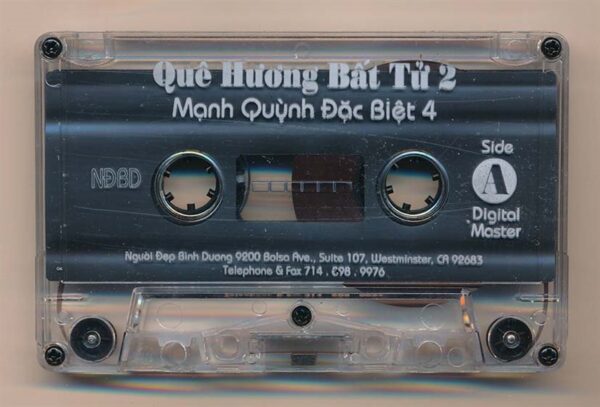 Quê Hương Bất Tử 2
Mạnh Quỳnh Đặc Biệt 4
Side
A
Digital
Master
NĐBD
Người Đẹp Bình Dương 9200 Bolsa Ave., Suite 107, Westminster, CA 92683
Telephone & Fax 714 . 898 . 9976